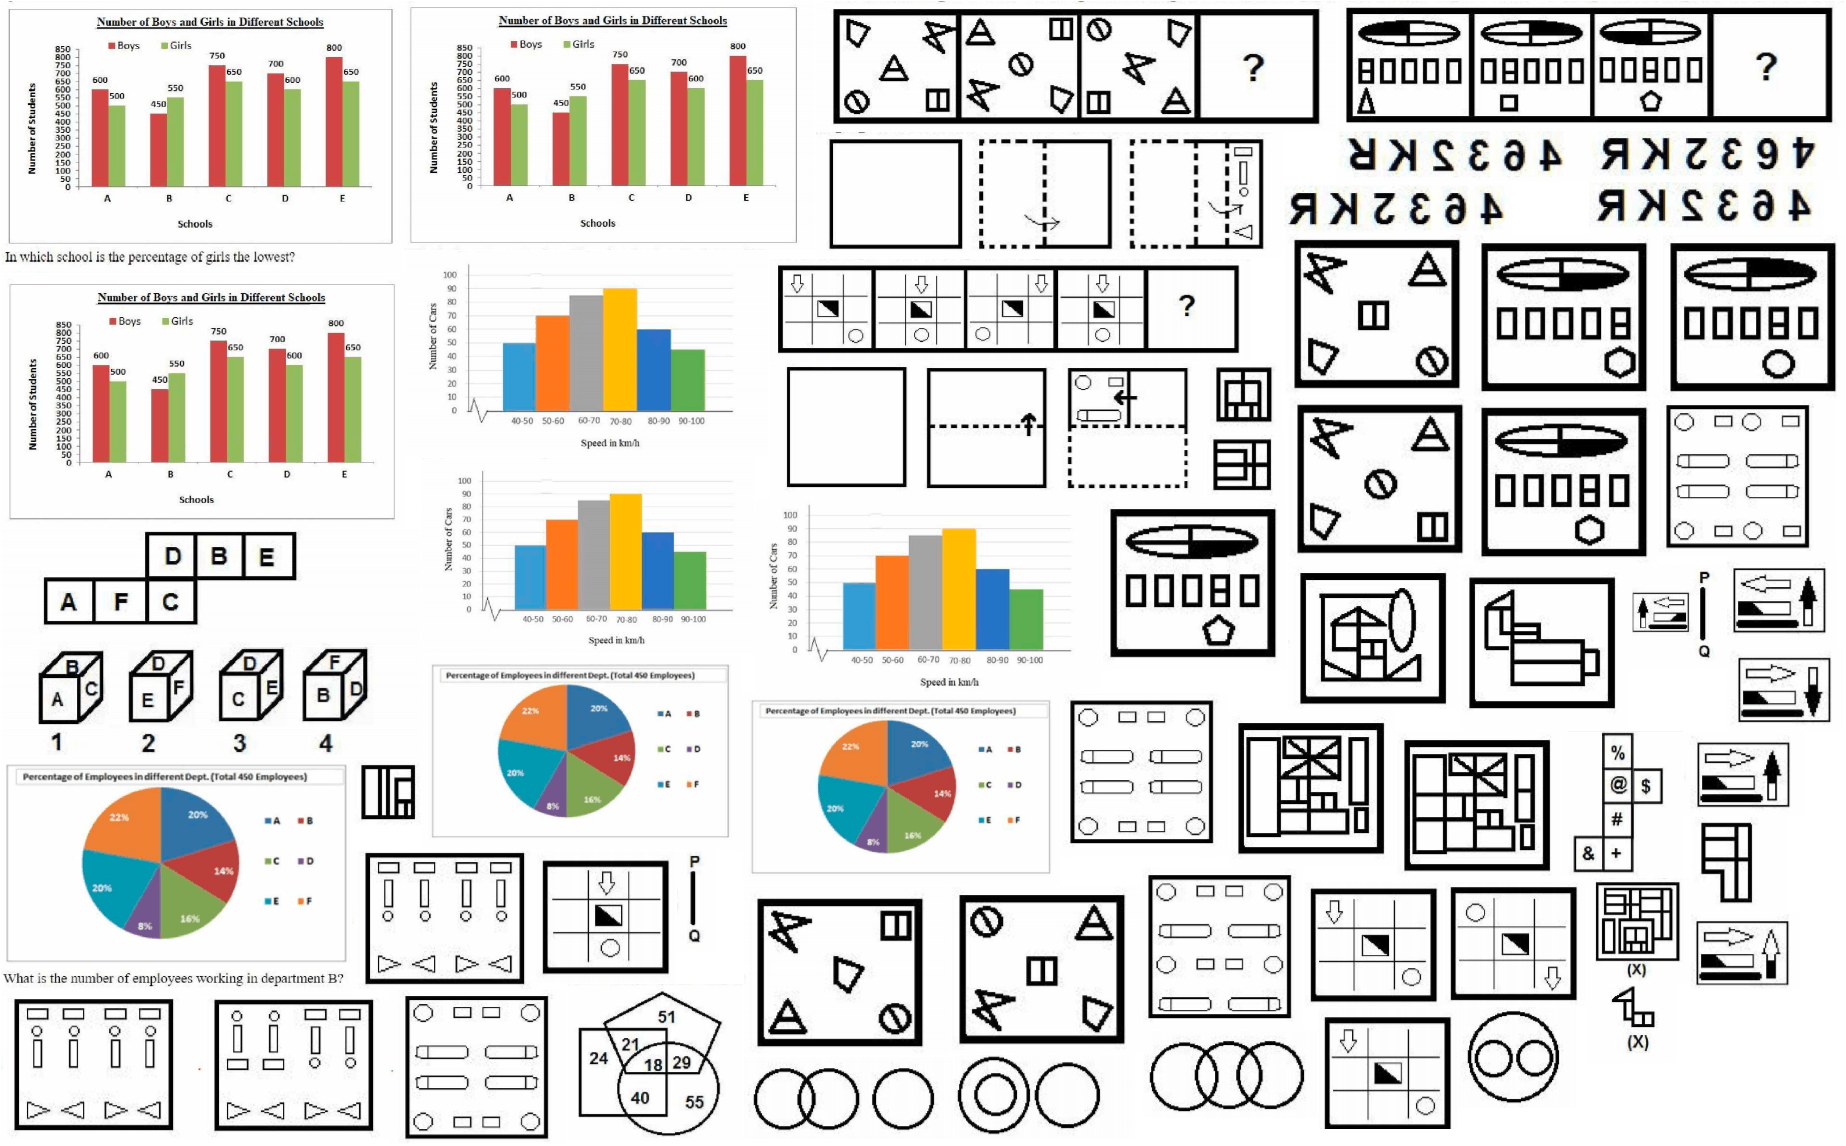 Number of Boys and Girls in Different Schools
Boys Girls
Number of Students
850
800
750
700
650
600
550
500
450
400
350
300
250
200
150
100
50
0
600 500 450 550 750 650 700 600 800 650
A B C D E
Schools
In which school is the percentage of girls the lowest?
Number of Boys and Girls in Different Schools
Boys Girls
Number of Students
850
800
750
700
650
600
550
500
450
400
350
300
250
200
150
100
50
0
600 500 450 550 750 650 700 600 800 650
A B C D E
Schools
Number of Boys and Girls in Different Schools
Boys Girls
Number of Students
850
800
750
700
650
600
550
500
450
400
350
300
250
200
150
100
50
0
600 500 450 550 750 650 700 600 800 650
A B C D E
Schools
?
?
?
Number of Cars
100
90
80
70
60
50
40
30
20
10
0
40-50 50-60 60-70 70-80 80-90 90-100
Speed in km/h
Number of Cars
100
90
80
70
60
50
40
30
20
10
0
40-50 50-60 60-70 70-80 80-90 90-100
Speed in km/h
Number of Cars
100
90
80
70
60
50
40
30
20
10
0
40-50 50-60 60-70 70-80 80-90 90-100
Speed in km/h
D B E
A F C
B A C
D E F
D C E
F B D
1 2 3 4
Percentage of Employees in different Dept. (Total 450 Employees)
20%
14%
16%
8%
20%
22%
A B
C D
E F
What is the number of employees working in department B?
Percentage of Employees in different Dept. (Total 450 Employees)
20%
14%
16%
8%
20%
22%
A B
C D
E F
Percentage of Employees in different Dept. (Total 450 Employees)
20%
14%
16%
8%
20%
22%
A B
C D
E F
P
Q
P
Q
%
@ $
#
& +
(X)
(X)
51
24 21
18 29
40 55